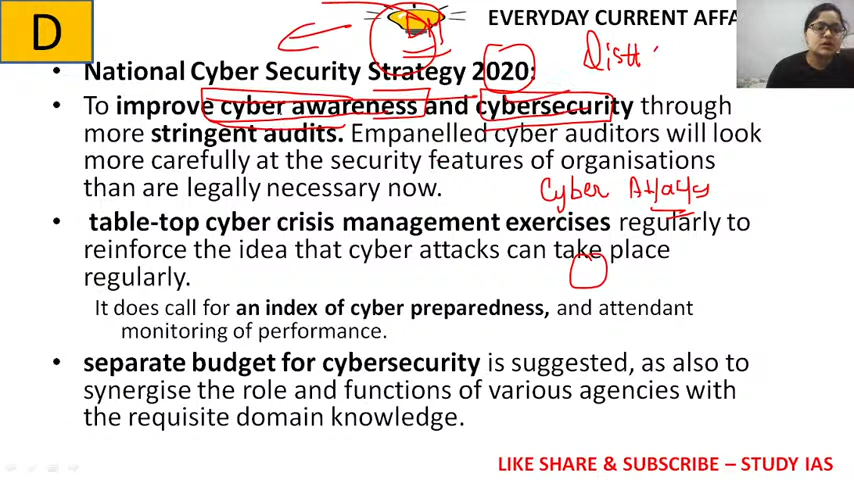 D
EVERYDAY CURRENT AFFA
• National Cyber Security Strategy 2020:
• To improve cyber awareness and cybersecurity through
more stringent audits. Empanelled cyber auditors will look
more carefully at the security features of organisations
than are legally necessary now.
Cyber Attacks
• table-top cyber crisis management exercises regularly to
reinforce the idea that cyber attacks can take place
regularly.
It does call for an index of cyber preparedness, and attendant
monitoring of performance.
• separate budget for cybersecurity is suggested, as also to
synergise the role and functions of various agencies with
the requisite domain knowledge.
LIKE SHARE & SUBSCRIBE – STUDY IAS